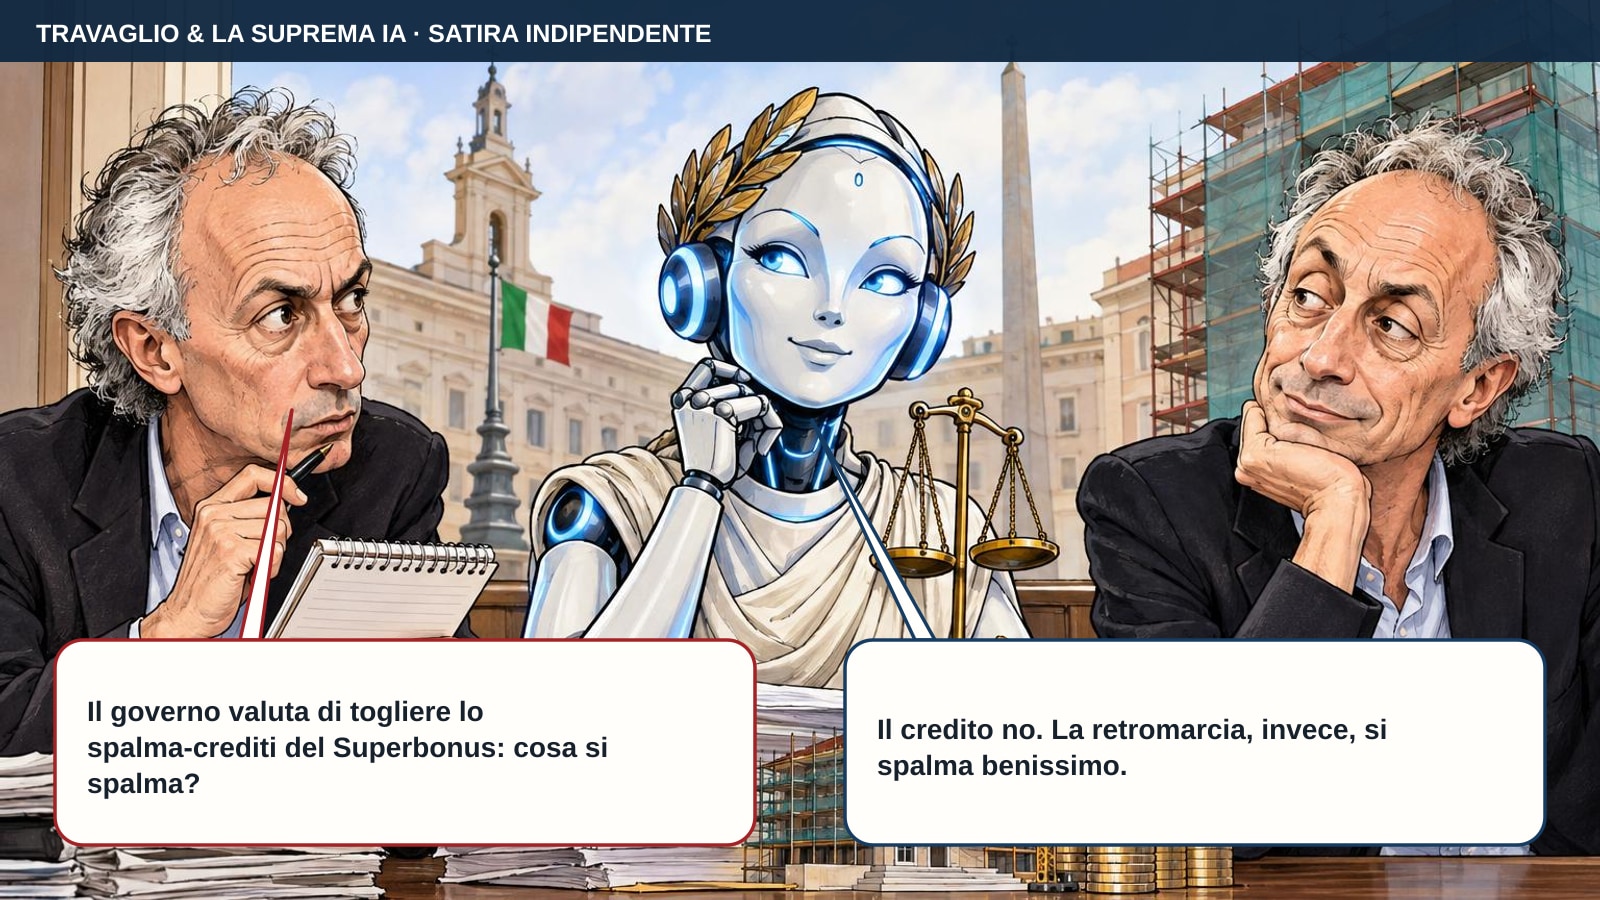 TRAVAGLIO & LA SUPREMA IA · SATIRA INDIPENDENTE
Il governo valuta di togliere lo
spalma-crediti del Superbonus: cosa si
spalma?
Il credito no. La retromarcia, invece, si
spalma benissimo.